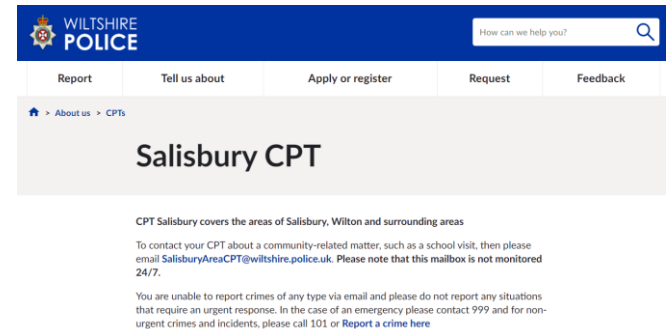 WILTSHIRE
POLICE
How can we help you?
Report Tell us about Apply or register Request Feedback
> About us > CPTs
Salisbury CPT
CPT Salisbury covers the areas of Salisbury, Wilton and surrounding areas
To contact your CPT about a community-related matter, such as a school visit, then please
email SalisburyAreaCPT@wiltshire.police.uk. Please note that this mailbox is not monitored
24/7.
You are unable to report crimes of any type via email and please do not report any situations
that require an urgent response. In the case of an emergency please contact 999 and for non-
urgent crimes and incidents, please call 101 or Report a crime here